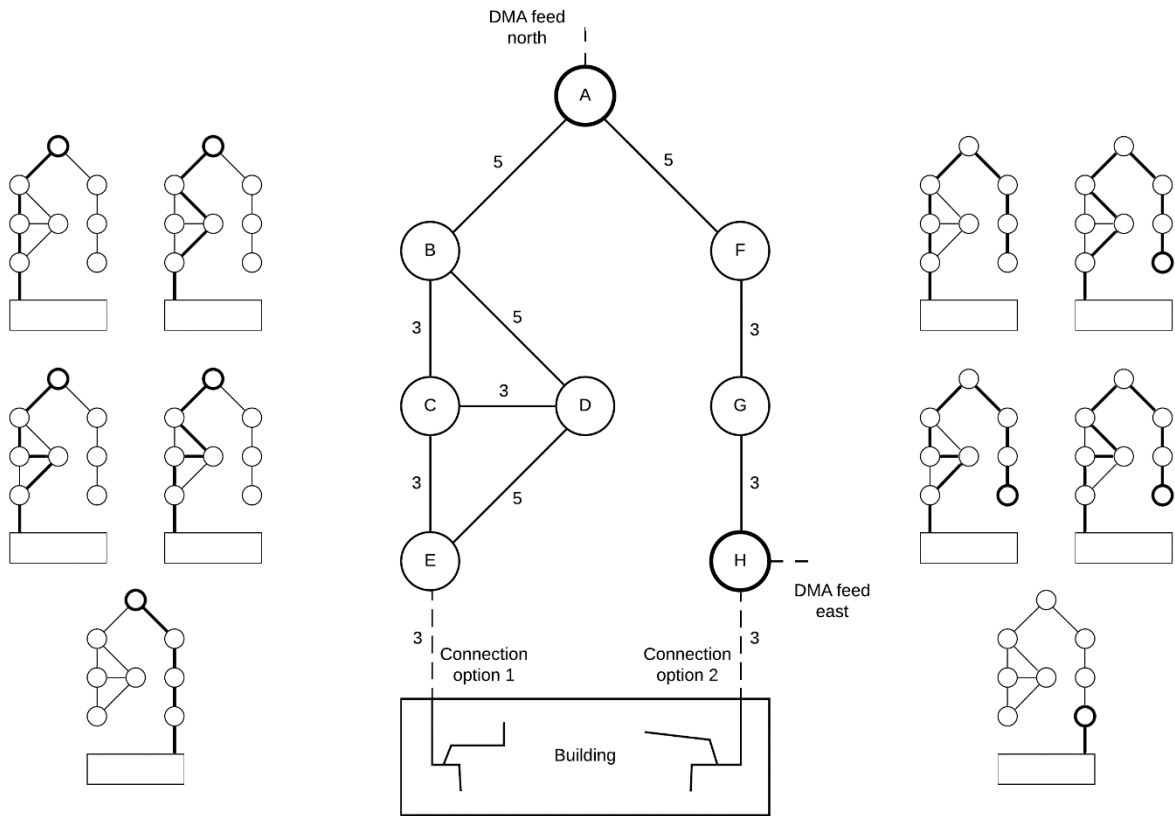 DMA feed
north
A
5
5
B
F
3
5
3
3
C
D
G
3
5
3
E
H
DMA feed
east
3
3
Connection
option 1
Connection
option 2
Building